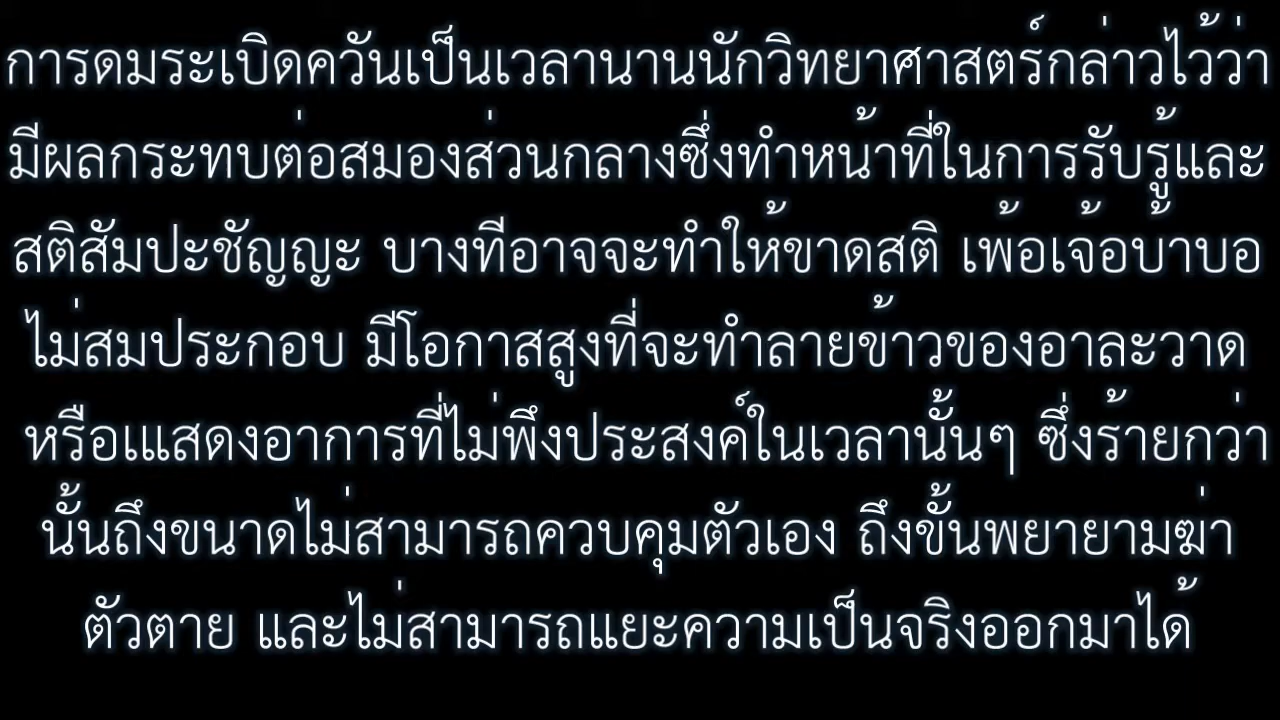 การดมระเบิดควันเป็นเวลานานนักวิทยาศาสตร์กล่าวไว้ว่า
มีผลกระทบต่อสมองส่วนกลางซึ่งทำหน้าที่ในการรับรู้และ
สติสัมปะชัญญะ บางทีอาจจะทำให้ขาดสติ เพ้อเจ้อบ้าบอ
ไม่สมประกอบ มีโอกาสสูงที่จะทำลายข้าวของอาละวาด
หรือเเสดงอาการที่ไม่พึงประสงค์ในเวลานั้นๆ ซึ่งร้ายกว่า
นั้นถึงขนาดไม่สามารถควบคุมตัวเอง ถึงขั้นพยายามฆ่า
ตัวตาย และไม่สามารถแยะความเป็นจริงออกมาได้